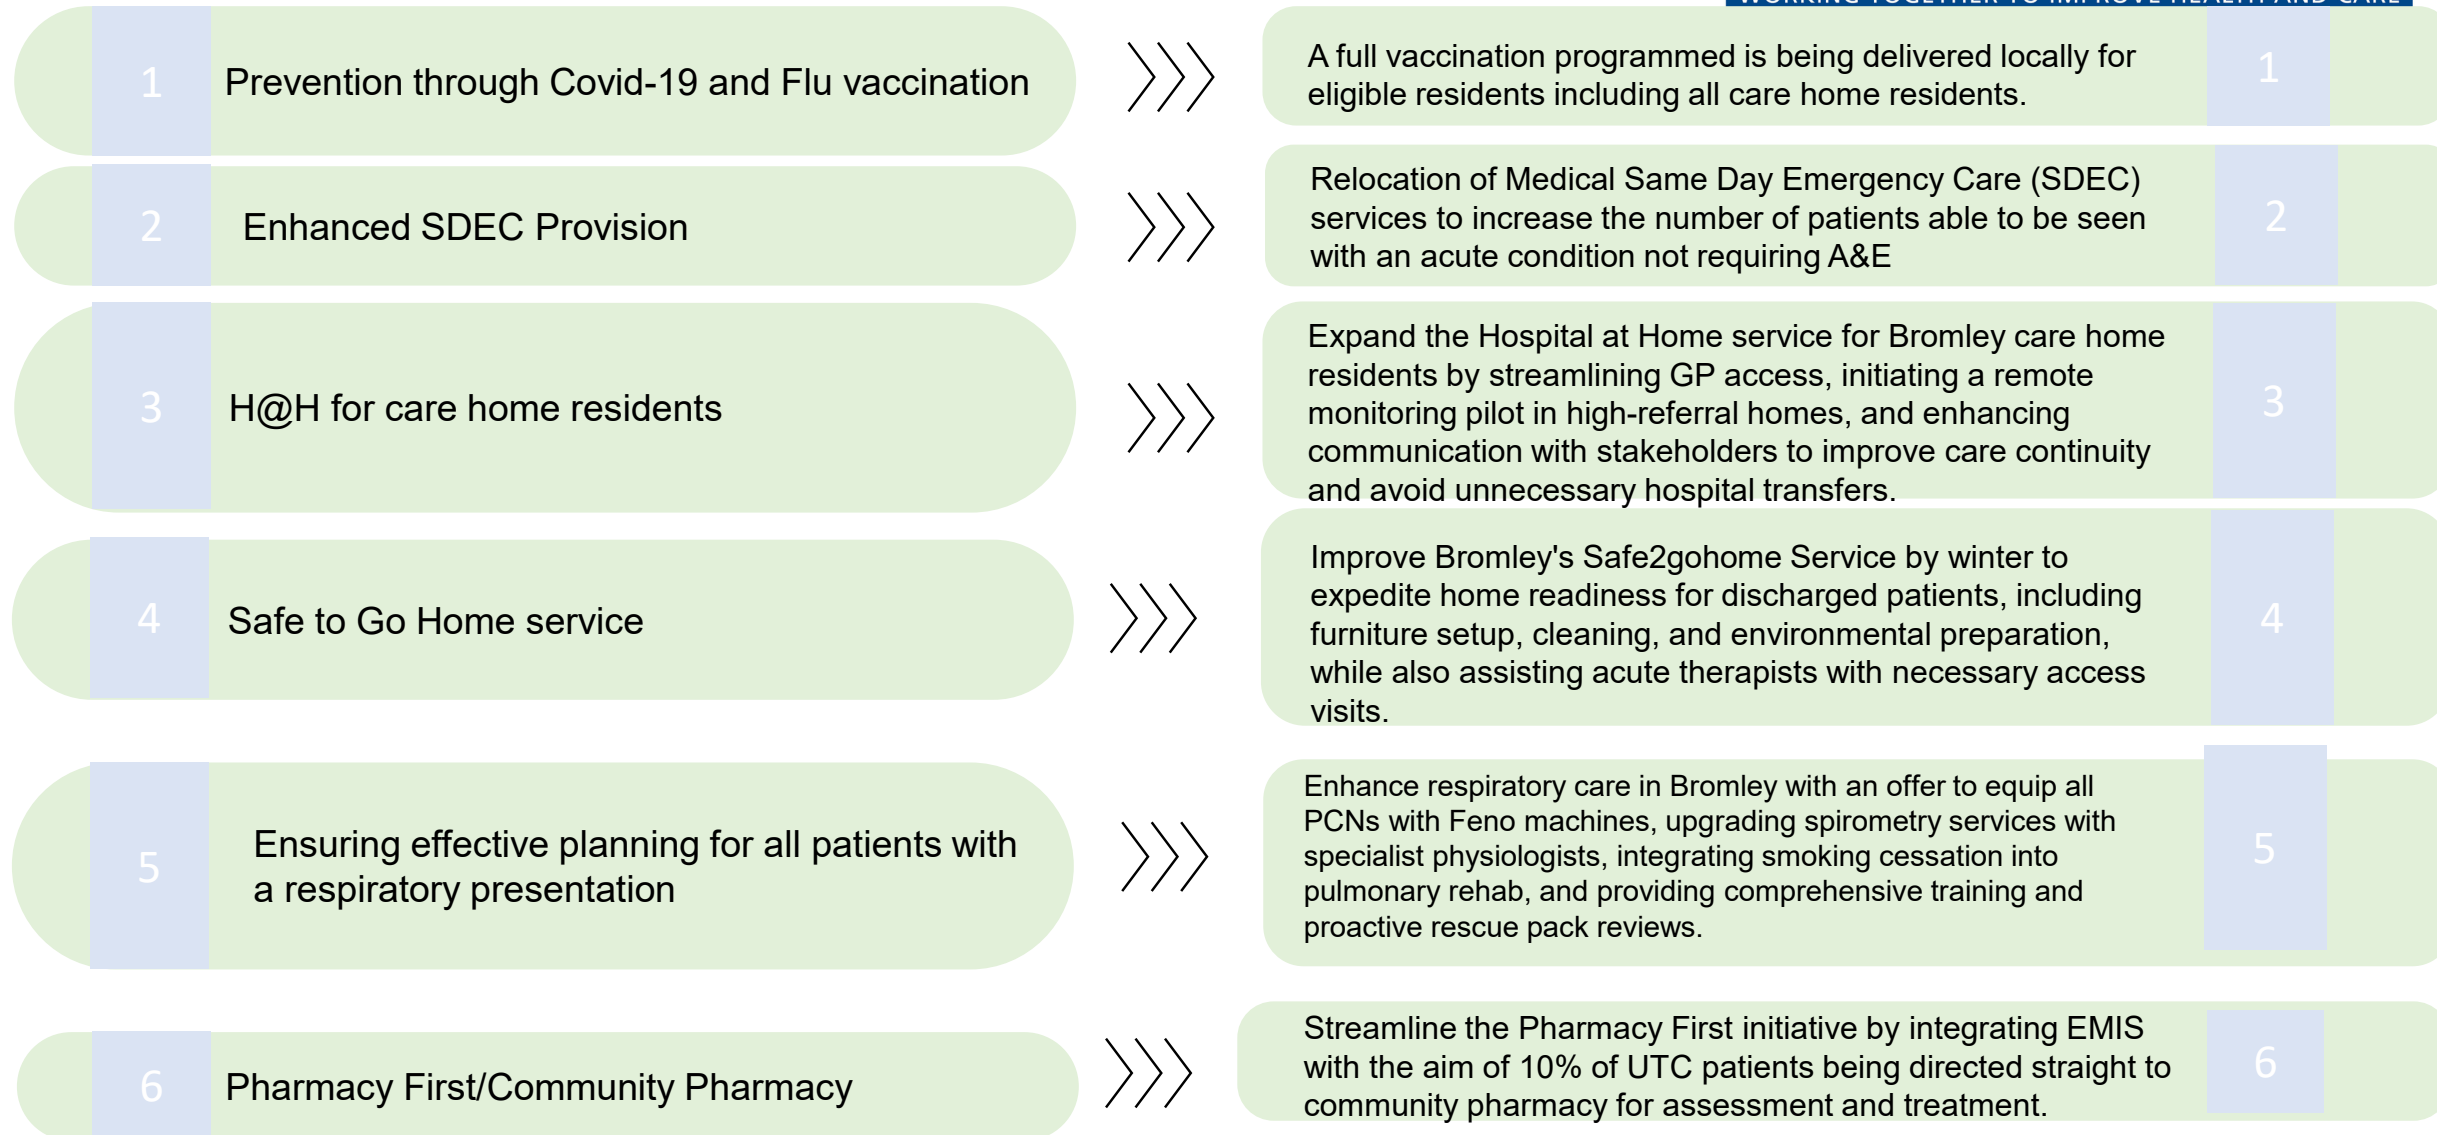 WORKING TOGETHER TO IMPROVE HEALTH AND CARE
1
Prevention through Covid-19 and Flu vaccination
A full vaccination programmed is being delivered locally for
eligible residents including all care home residents.
1
2
Enhanced SDEC Provision
Relocation of Medical Same Day Emergency Care (SDEC)
services to increase the number of patients able to be seen
with an acute condition not requiring A&E
2
3
H@H for care home residents
Expand the Hospital at Home service for Bromley care home
residents by streamlining GP access, initiating a remote
monitoring pilot in high-referral homes, and enhancing
communication with stakeholders to improve care continuity
and avoid unnecessary hospital transfers.
3
4
Safe to Go Home service
Improve Bromley's Safe2gohome Service by winter to
expedite home readiness for discharged patients, including
furniture setup, cleaning, and environmental preparation,
while also assisting acute therapists with necessary access
visits.
4
5
Ensuring effective planning for all patients with
a respiratory presentation
Enhance respiratory care in Bromley with an offer to equip all
PCNs with Feno machines, upgrading spirometry services with
specialist physiologists, integrating smoking cessation into
pulmonary rehab, and providing comprehensive training and
proactive rescue pack reviews.
5
6
Pharmacy First/Community Pharmacy
Streamline the Pharmacy First initiative by integrating EMIS
with the aim of 10% of UTC patients being directed straight to
community pharmacy for assessment and treatment.
6